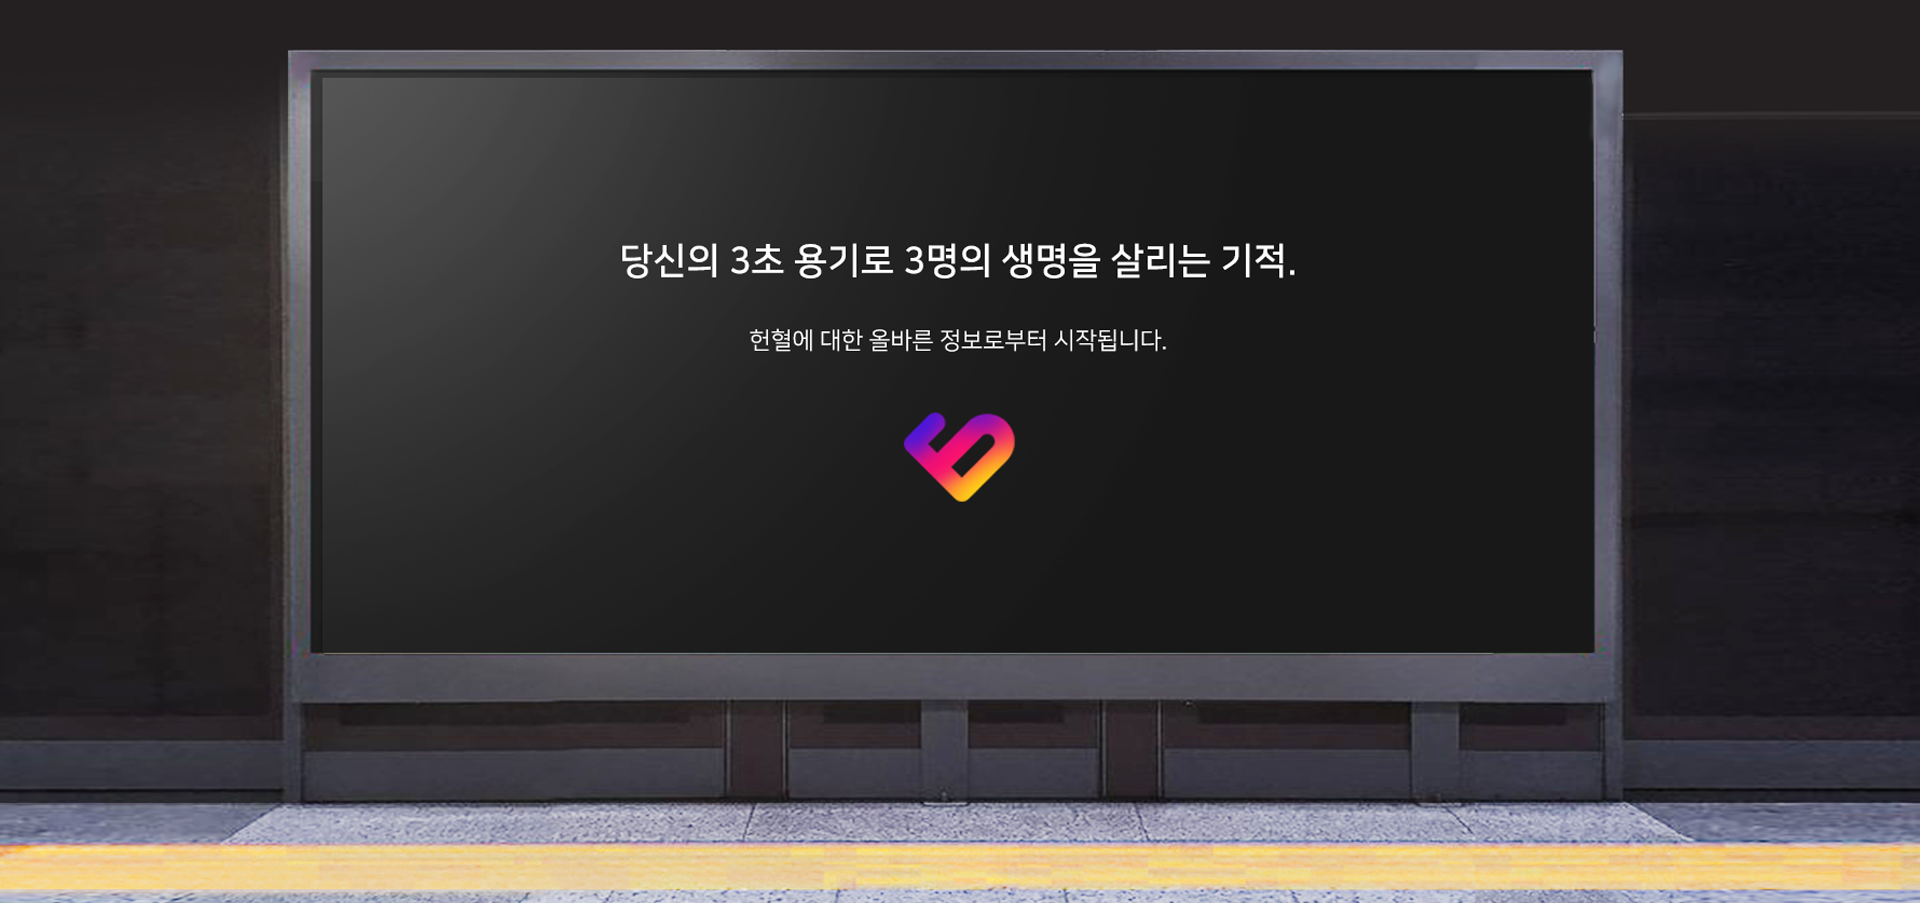 당신의 3초 용기로 3명의 생명을 살리는 기적.
헌혈에 대한 올바른 정보로부터 시작됩니다.